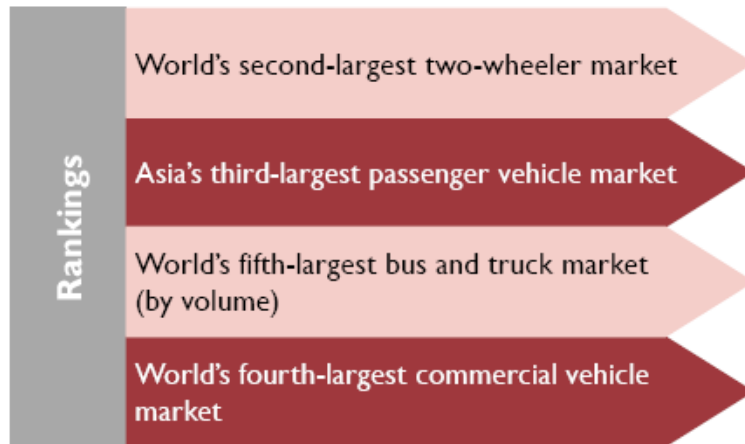 Rankings
World's second-largest two-wheeler market
Asia's third-largest passenger vehicle market
World's fifth-largest bus and truck market
(by volume)
World's fourth-largest commercial vehicle
market